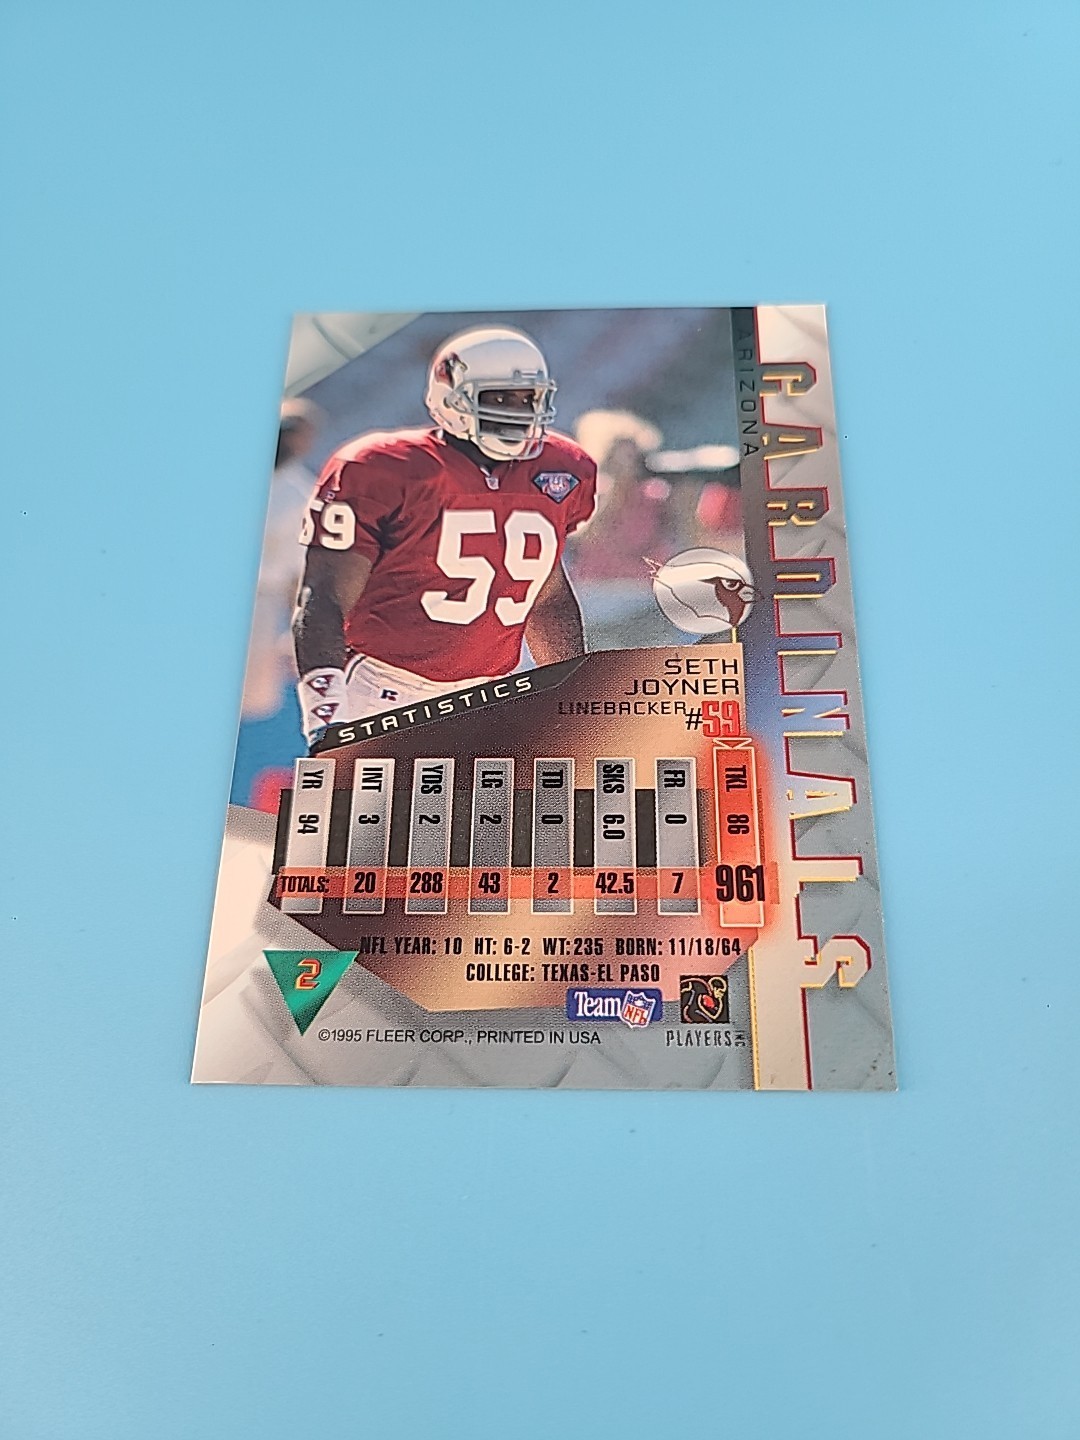 ARIZONA
CARDINALS
59
59
SETH
JOYNER
LINEBACKER #59
STATISTICS
YR INT YDS LG TD SKS FR TKL
94 3 2 2 0 6.0 0 86
TOTALS: 20 288 43 2 42.5 7 961
NFL YEAR: 10 HT: 6-2 WT:235 BORN: 11/18/64
COLLEGE: TEXAS-EL PASO
2
Team NFL
©1995 FLEER CORP., PRINTED IN USA
PLAYERS INC